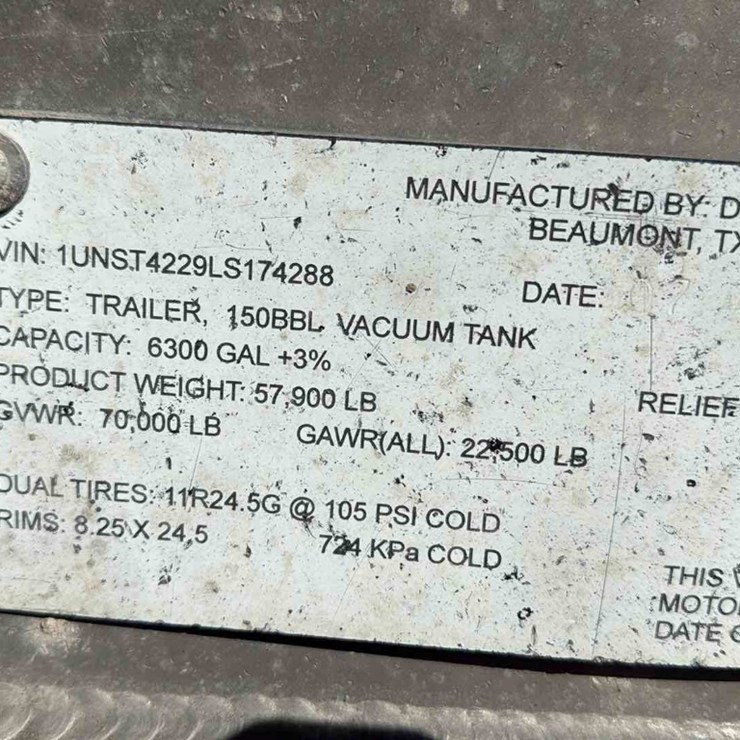 MANUFACTURED BY: D
BEAUMONT, TX
VIN: 1UNST4229LS174288
DATE: 07
TYPE: TRAILER, 150BBL VACUUM TANK
CAPACITY: 6300 GAL +3%
PRODUCT WEIGHT: 57,900 LB
RELIEF
GVWR: 70,000 LB
GAWR(ALL): 22,500 LB
DUAL TIRES: 11R24.5G @ 105 PSI COLD
RIMS: 8.25 X 24.5
724 KPa COLD
THIS V
MOTO
DATE